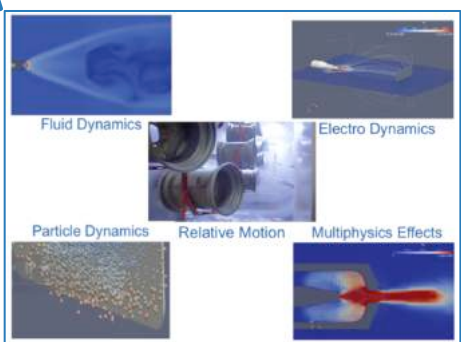 Fluid Dynamics
Electro Dynamics
Particle Dynamics
Relative Motion
Multiphysics Effects